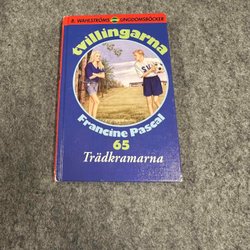 B. WAHLSTRÖMS UNGDOMSBÖCKER
tvillingarna
Francine Pascal
65
Trädkramarna